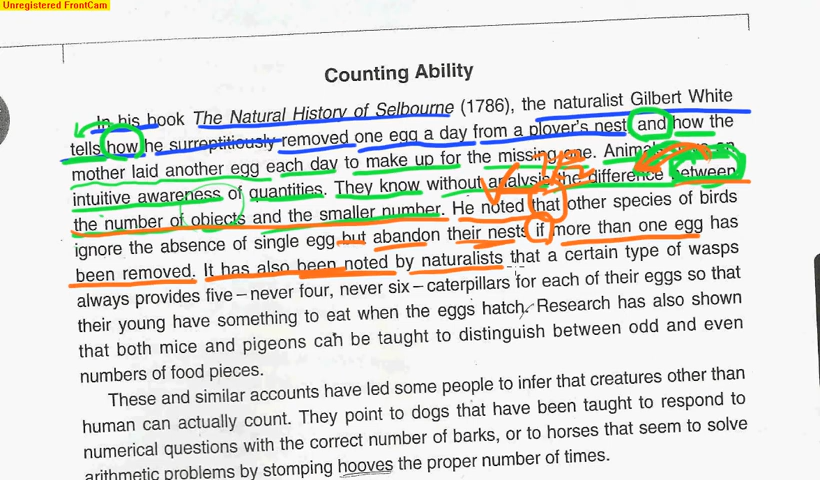 Unregistered FrontCam
Counting Ability
In his book The Natural History of Selbourne (1786), the naturalist Gilbert White
tells how he surreptitiously removed one egg a day from a plover's nest and how the
mother laid another egg each day to make up for the missing one. Animals have an
intuitive awareness of quantities. They know without analysis the difference between
the number of objects and the smaller number. He noted that other species of birds
ignore the absence of single egg but abandon their nests if more than one egg has
been removed. It has also been noted by naturalists that a certain type of wasps
always provides five – never four, never six – caterpillars for each of their eggs so that
their young have something to eat when the eggs hatch. Research has also shown
that both mice and pigeons can be taught to distinguish between odd and even
numbers of food pieces.
These and similar accounts have led some people to infer that creatures other than
human can actually count. They point to dogs that have been taught to respond to
numerical questions with the correct number of barks, or to horses that seem to solve
arithmetic problems by stomping hooves the proper number of times.